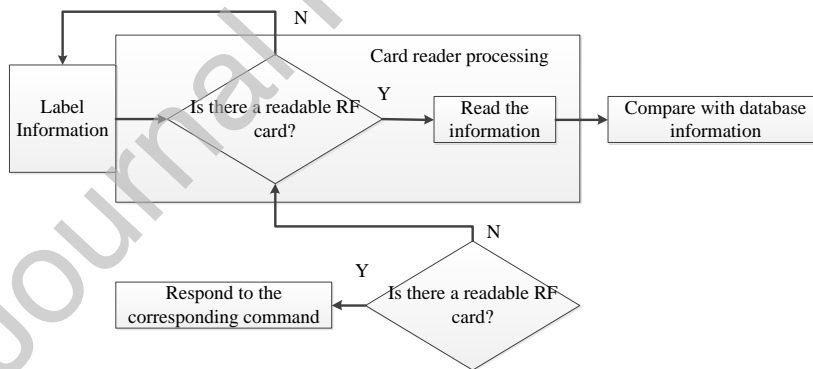 N
Card reader processing
Label
Information
Is there a readable RF
card?
Y
Read the
information
Compare with database
information
N
Y
Respond to the
corresponding command
Is there a readable RF
card?
Journal